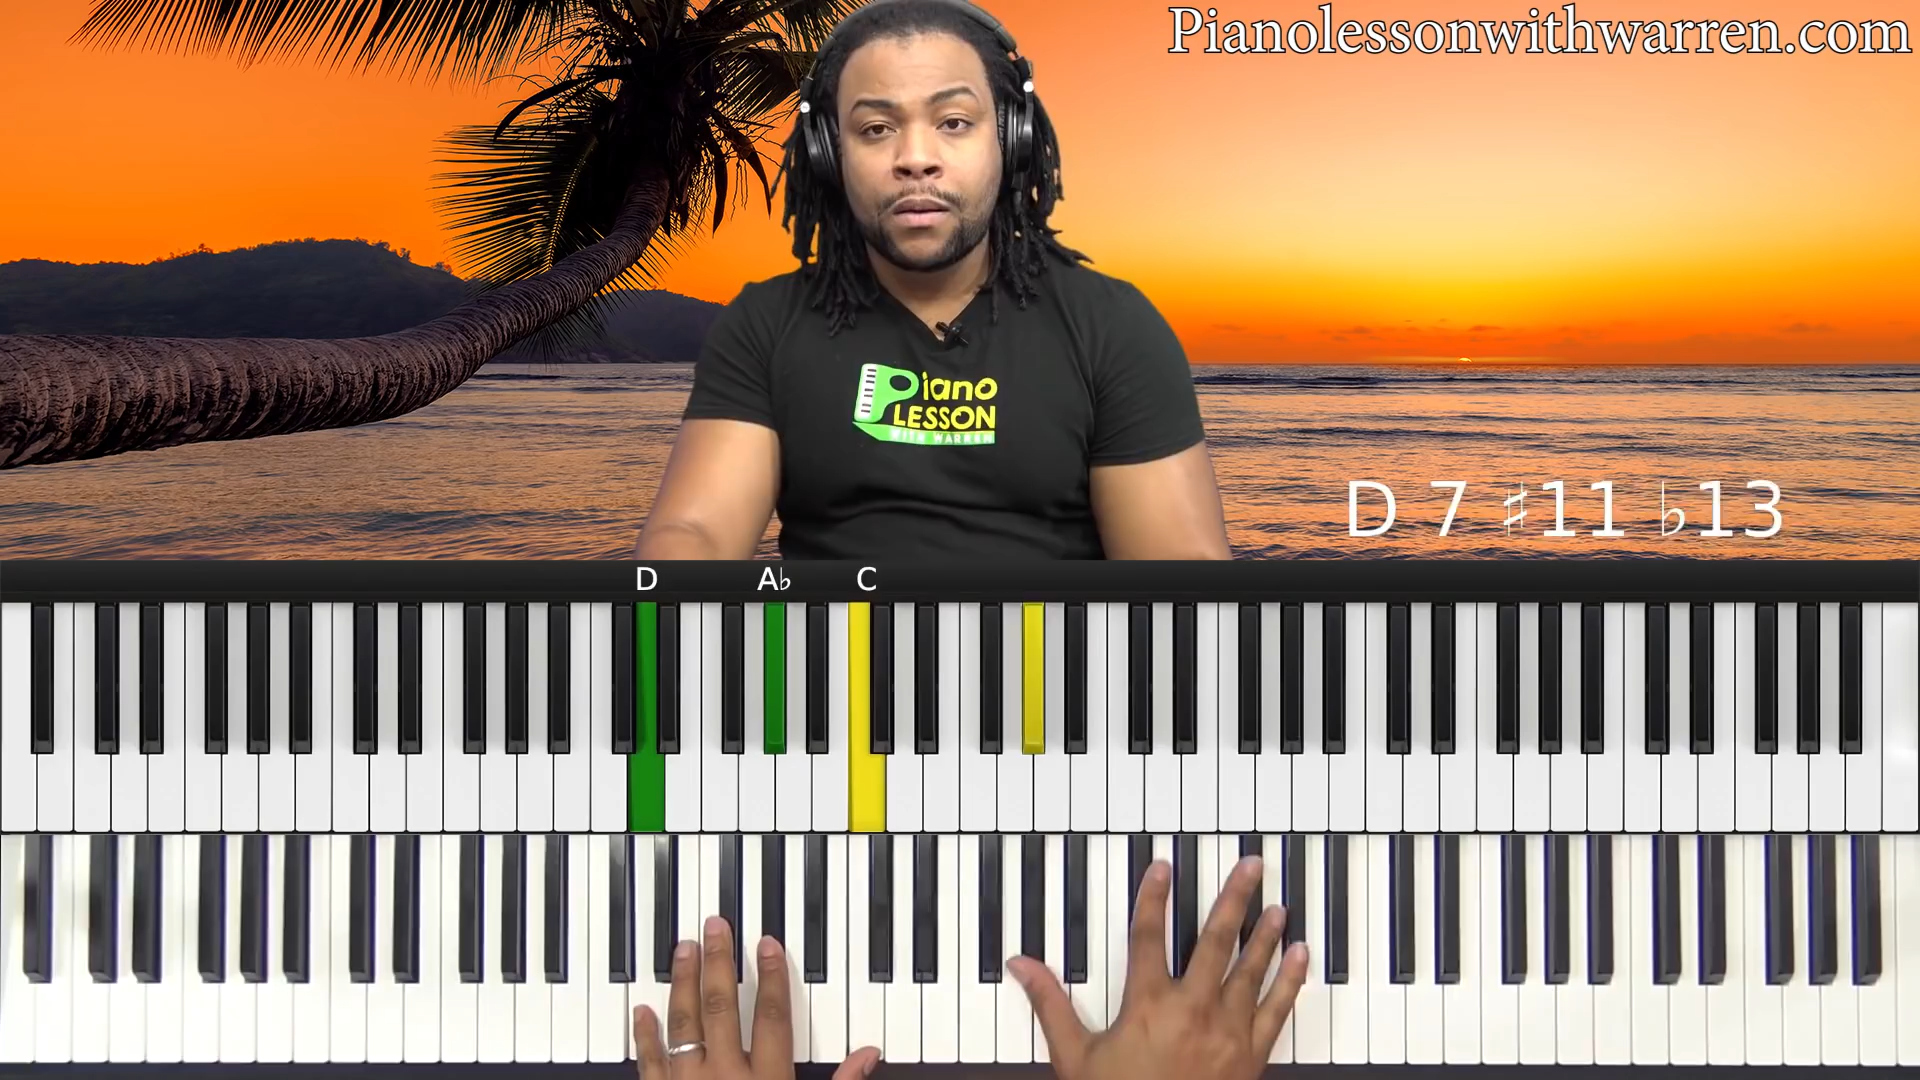 Pianolessonwithwarren.com
Piano
LESSON
WITH WARREN
D 7 ♯11 ♭13
D A♭ C